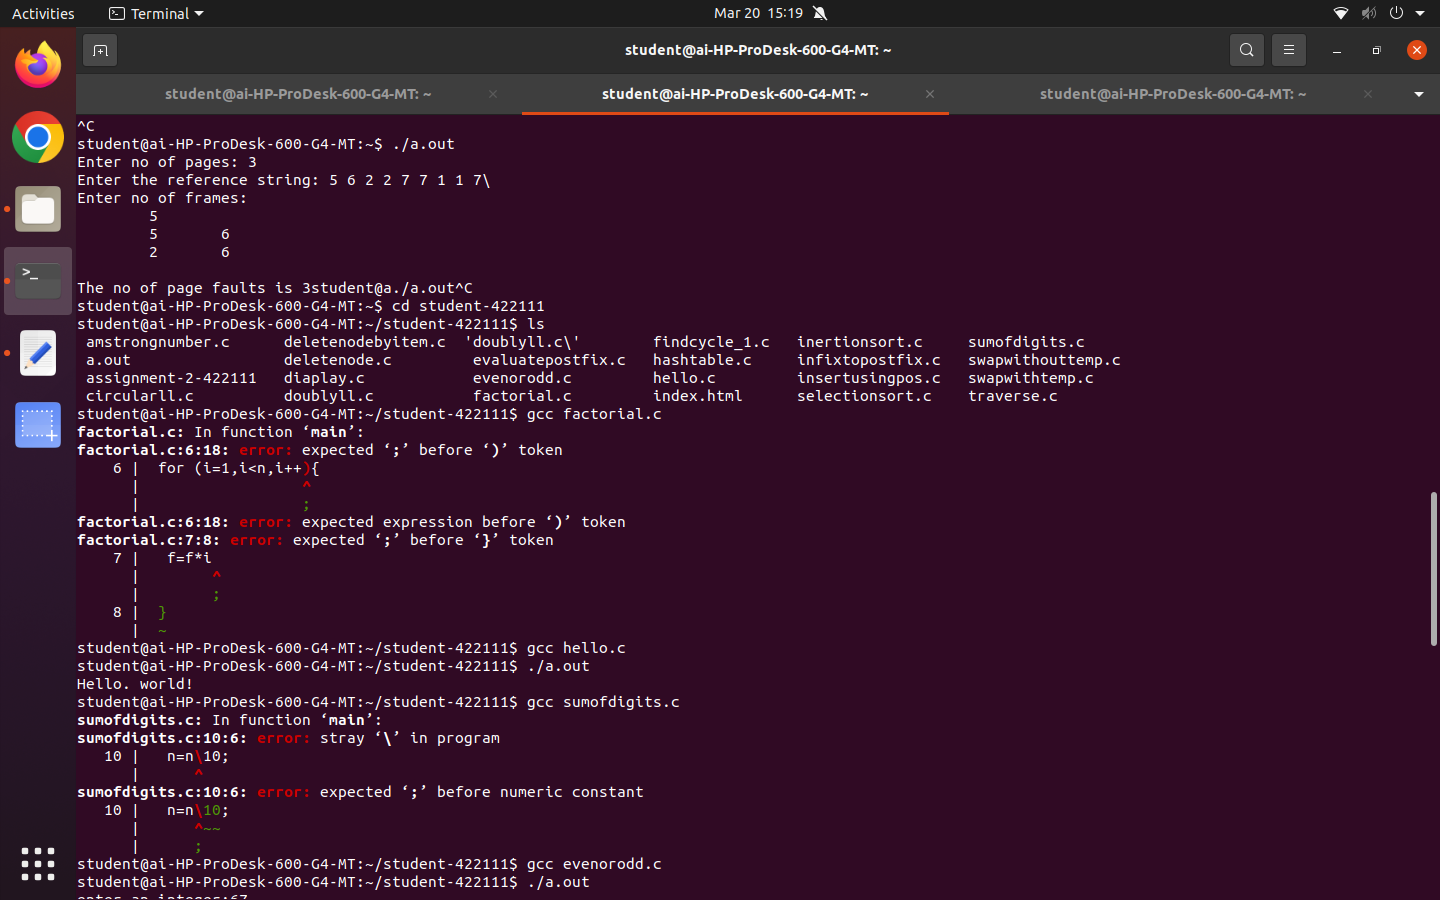 Activities Terminal Mar 20 15:19
student@ai-HP-ProDesk-600-G4-MT: ~
student@ai-HP-ProDesk-600-G4-MT: ~ student@ai-HP-ProDesk-600-G4-MT: ~ student@ai-HP-ProDesk-600-G4-MT: ~
^C
student@ai-HP-ProDesk-600-G4-MT:~$ ./a.out
Enter no of pages: 3
Enter the reference string: 5 6 2 2 7 7 1 1 7\
Enter no of frames:
5
5 6
2 6
The no of page faults is 3student@a./a.out^C
student@ai-HP-ProDesk-600-G4-MT:~$ cd student-422111
student@ai-HP-ProDesk-600-G4-MT:~/student-422111$ ls
amstrongnumber.c deletenodebyitem.c 'doublyll.c\' findcycle_1.c inertionsort.c sumofdigits.c
a.out deletenode.c evaluatepostfix.c hashtable.c infixtopostfix.c swapwithouttemp.c
assignment-2-422111 diaplay.c evenorodd.c hello.c insertusingpos.c swapwithtemp.c
circularll.c doublyll.c factorial.c index.html selectionsort.c traverse.c
student@ai-HP-ProDesk-600-G4-MT:~/student-422111$ gcc factorial.c
factorial.c: In function ‘main’:
factorial.c:6:18: error: expected ‘;’ before ‘)’ token
6 | for (i=1,i<n,i++){
| ^
| ;
factorial.c:6:18: error: expected expression before ‘)’ token
factorial.c:7:8: error: expected ‘;’ before ‘}’ token
7 | f=f*i
| ^
| ;
8 | }
| ~
student@ai-HP-ProDesk-600-G4-MT:~/student-422111$ gcc hello.c
student@ai-HP-ProDesk-600-G4-MT:~/student-422111$ ./a.out
Hello. world!
student@ai-HP-ProDesk-600-G4-MT:~/student-422111$ gcc sumofdigits.c
sumofdigits.c: In function ‘main’:
sumofdigits.c:10:6: error: stray ‘\’ in program
10 | n=n\10;
| ^
sumofdigits.c:10:6: error: expected ‘;’ before numeric constant
10 | n=n\10;
| ^~~
| ;
student@ai-HP-ProDesk-600-G4-MT:~/student-422111$ gcc evenorodd.c
student@ai-HP-ProDesk-600-G4-MT:~/student-422111$ ./a.out
enter an integer:67